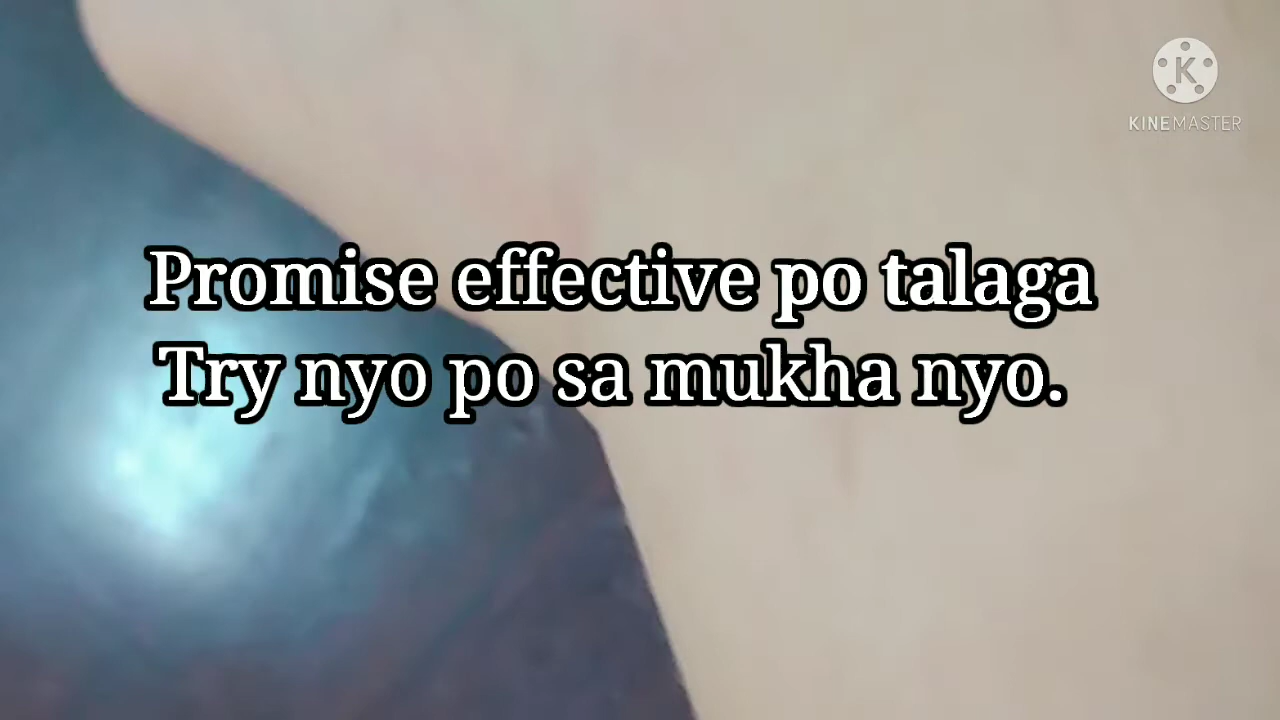 KINEMASTER
Promise effective po talaga
Try nyo po sa mukha nyo.